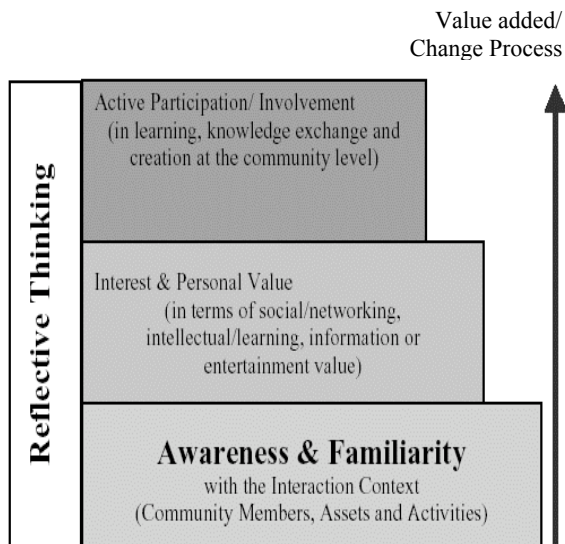 Value added/
Change Process
Reflective Thinking
Active Participation/ Involvement
(in learning, knowledge exchange and
creation at the community level)
Interest & Personal Value
(in terms of social/networking,
intellectual/learning, information or
entertainment value)
Awareness & Familiarity
with the Interaction Context
(Community Members, Assets and Activities)